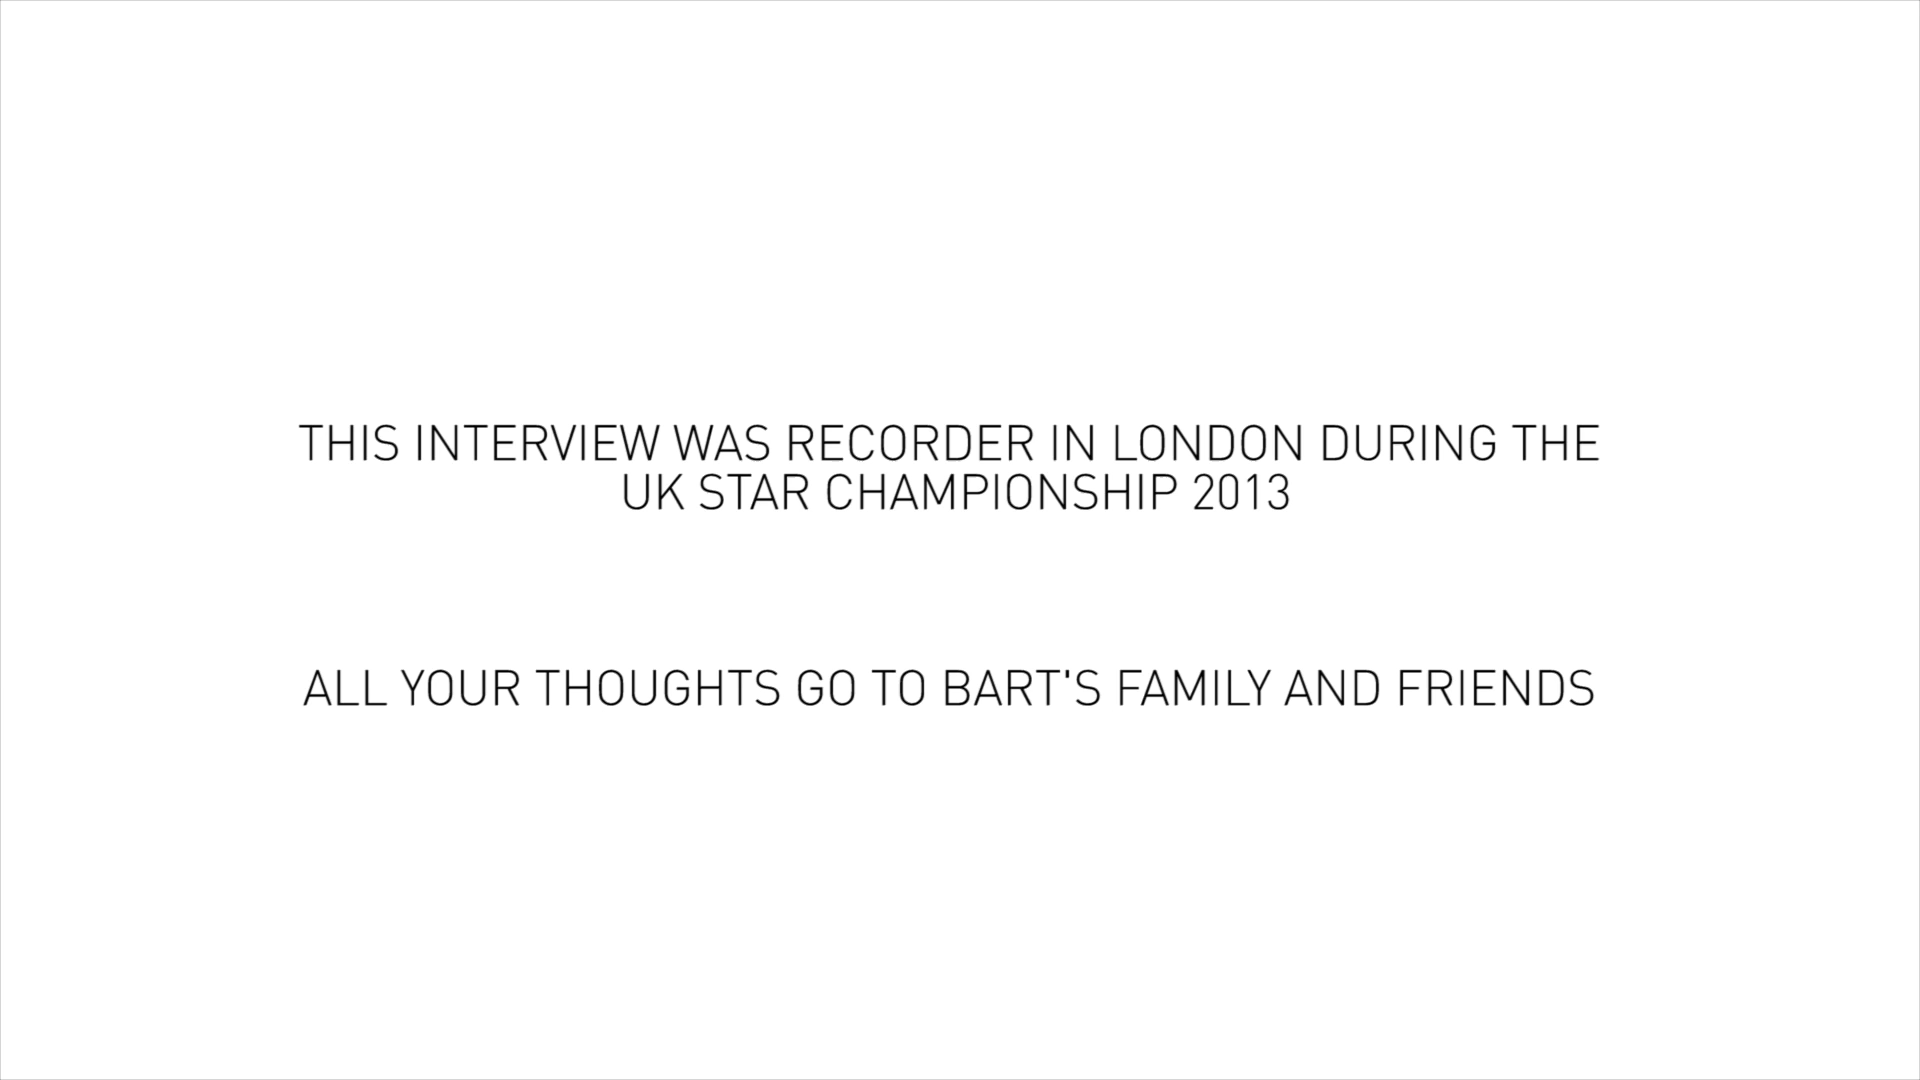 THIS INTERVIEW WAS RECORDER IN LONDON DURING THE
UK STAR CHAMPIONSHIP 2013
ALL YOUR THOUGHTS GO TO BART'S FAMILY AND FRIENDS